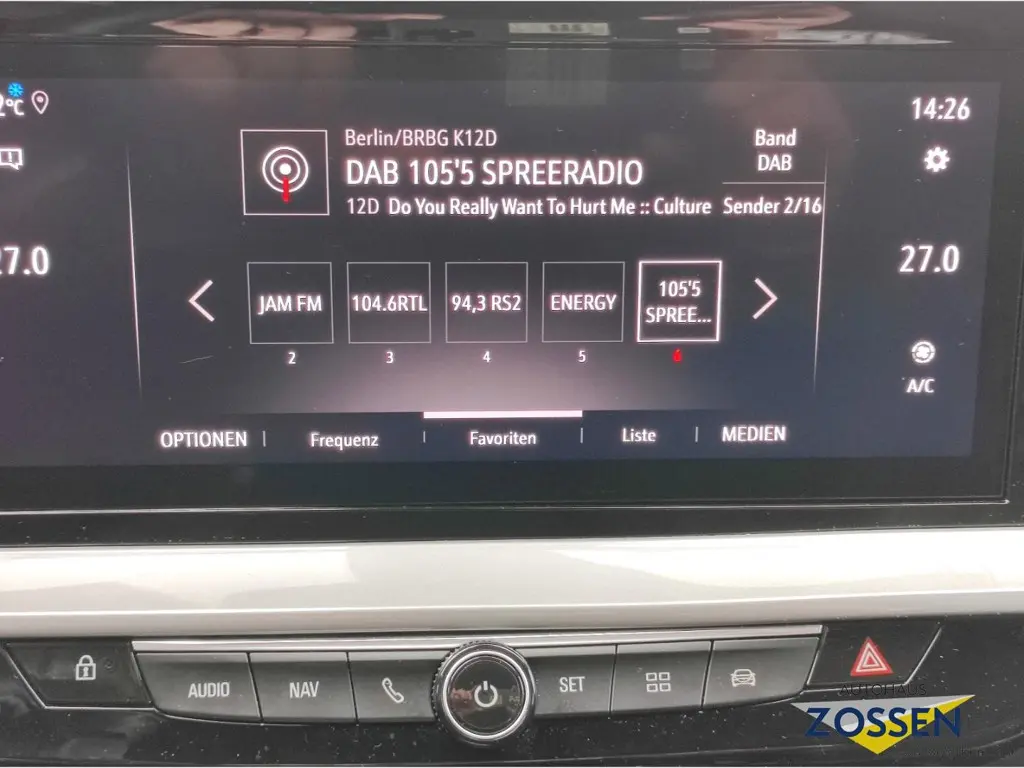 2°C
14:26
Berlin/BRBG K12D
DAB 105'5 SPREERADIO
12D Do You Really Want To Hurt Me :: Culture
Band
DAB
Sender 2/16
27.0
27.0
JAM FM
104.6RTL
94,3 RS2
ENERGY
105'5
SPREE...
2
3
4
5
6
A/C
OPTIONEN
Frequenz
Favoriten
Liste
MEDIEN
AUDIO
NAV
SET
AUTOHAUS
ZOSSEN